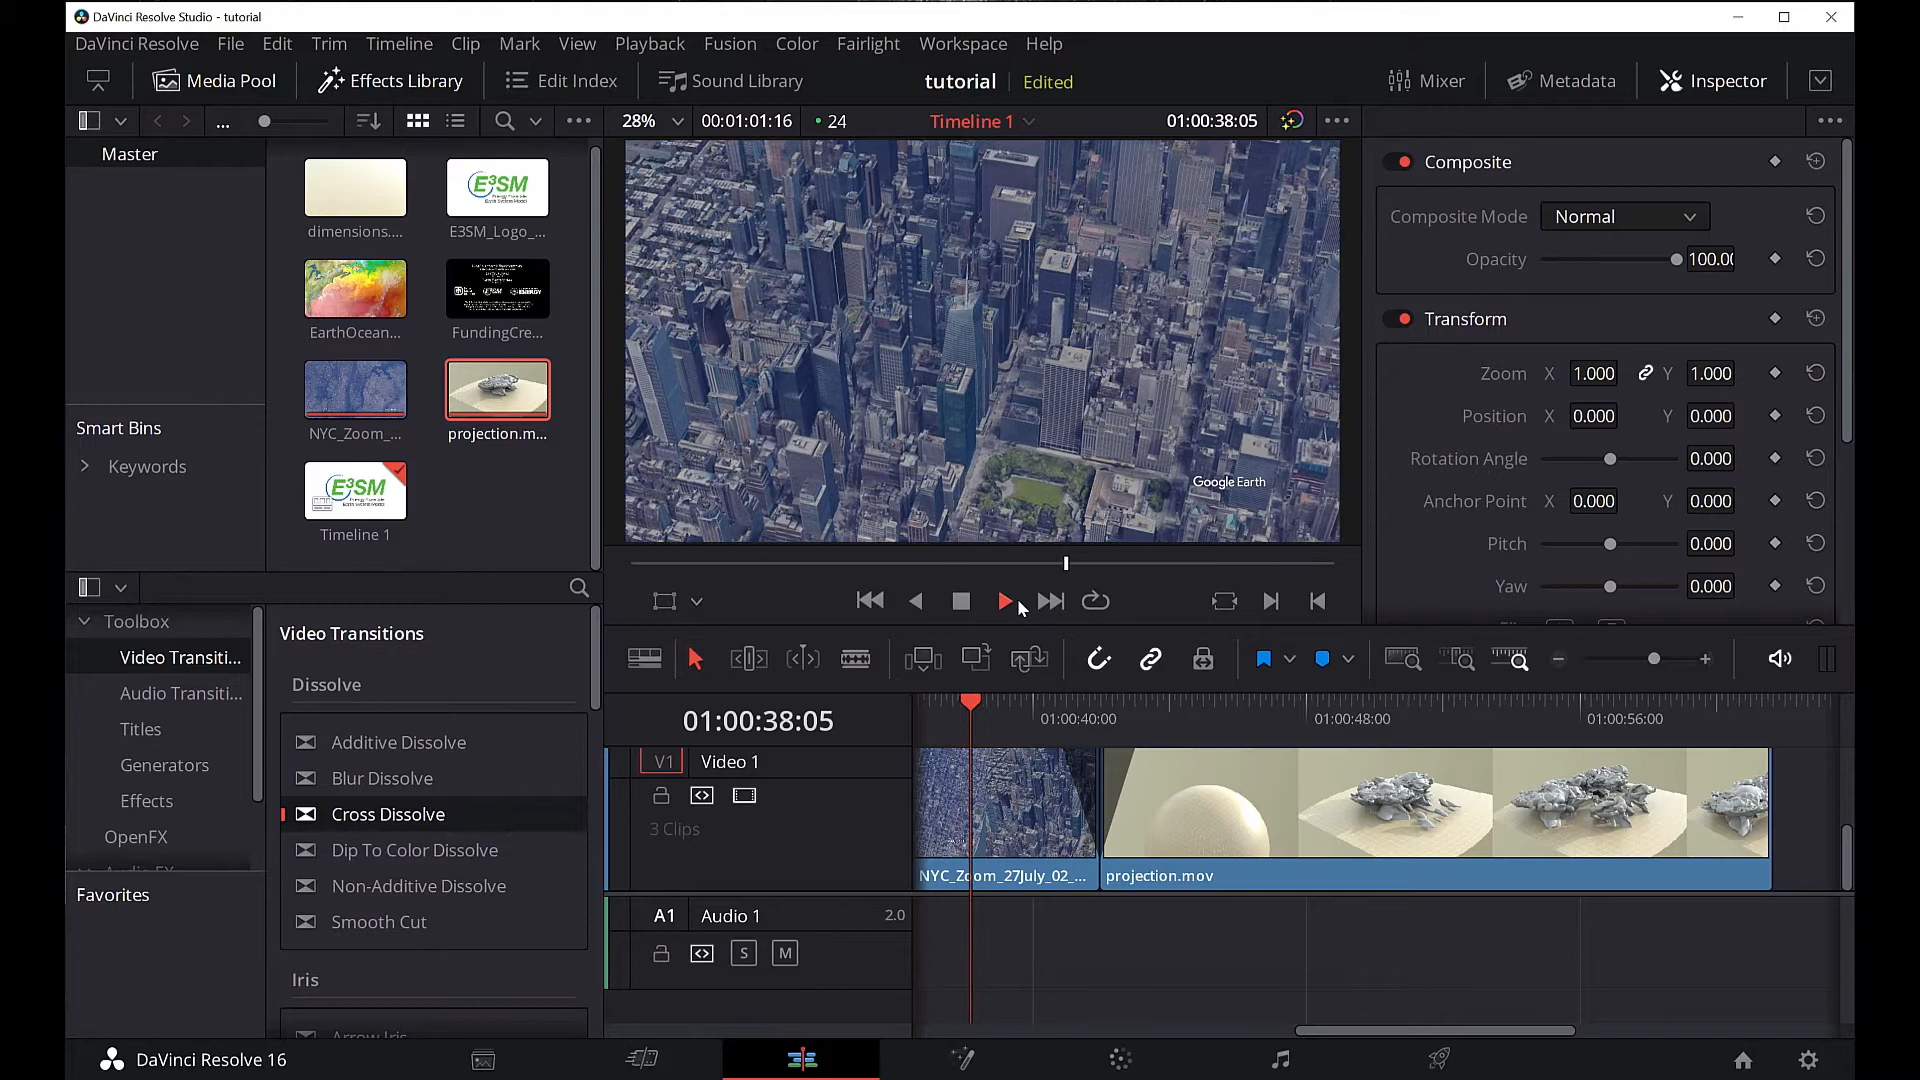 DaVinci Resolve Studio - tutorial
DaVinci Resolve File Edit Trim Timeline Clip Mark View Playback Fusion Color Fairlight Workspace Help
Media Pool Effects Library Edit Index Sound Library tutorial Edited Mixer Metadata Inspector
... 28% 00:01:01:16 24 Timeline 1 01:00:38:05
Master
dimensions.... E3SM_Logo_...
EarthOcean... FundingCre...
NYC_Zoom_... projection.m...
Timeline 1
E³SM
Energy Exascale
Earth System Model
E³SM
Smart Bins
Keywords
Google Earth
Composite
Composite Mode Normal
Opacity 100.00
Transform
Zoom X 1.000 Y 1.000
Position X 0.000 Y 0.000
Rotation Angle 0.000
Anchor Point X 0.000 Y 0.000
Pitch 0.000
Yaw 0.000
Toolbox
Video Transiti...
Audio Transiti...
Titles
Generators
Effects
OpenFX
Favorites
Video Transitions
Dissolve
Additive Dissolve
Blur Dissolve
Cross Dissolve
Dip To Color Dissolve
Non-Additive Dissolve
Smooth Cut
Iris
Arrow Iris
01:00:38:05
01:00:40:00 01:00:48:00 01:00:56:00
V1 Video 1
3 Clips
NYC_Zoom_27July_02_... projection.mov
A1 Audio 1 2.0
S M
DaVinci Resolve 16